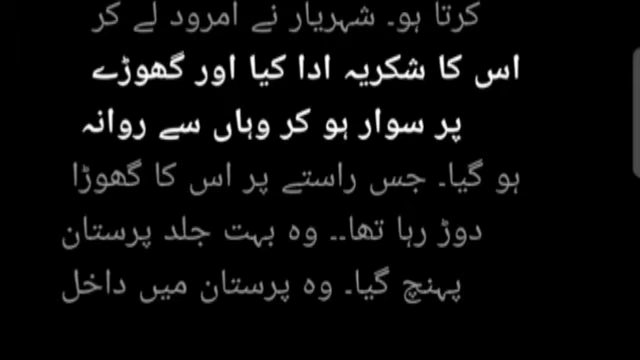 کرتا ہو۔ شہریار نے امرود لے کر
اس کا شکریہ ادا کیا اور گھوڑے
پر سوار ہو کر وہاں سے روانہ
ہو گیا۔ جس راستے پر اس کا گھوڑا
دوڑ رہا تھا۔۔ وہ بہت جلد پرستان
پہنچ گیا۔ وہ پرستان میں داخل